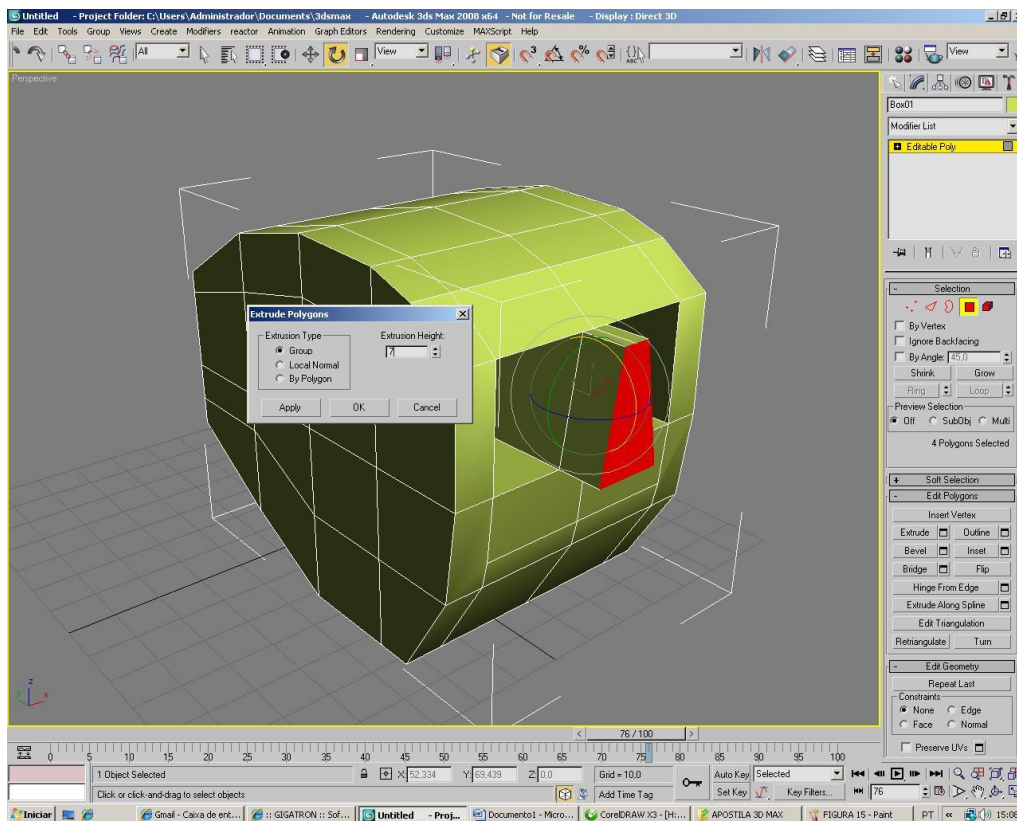 Untitled - Project Folder: C:\Users\Administrador\Documents\3dsmax - Autodesk 3ds Max 2008 x64 - Not for Resale - Display : Direct 3D
File Edit Tools Group Views Create Modifiers reactor Animation Graph Editors Rendering Customize MAXScript Help
All View View
Perspective
Box01
Modifier List
Editable Poly
Extrude Polygons
Extrusion Type
Extrusion Height:
Group
7
Local Normal
By Polygon
Apply OK Cancel
Selection
By Vertex
Ignore Backfacing
By Angle: 45,0
Shrink Grow
Ring Loop
Preview Selection
Off SubObj Multi
4 Polygons Selected
+ Soft Selection
- Edit Polygons
Insert Vertex
Extrude Outline
Bevel Inset
Bridge Flip
Hinge From Edge
Extrude Along Spline
Edit Triangulation
Retriangulate Turn
- Edit Geometry
Repeat Last
Constraints
None Edge
Face Normal
Preserve UVs
z
y x
< 76 / 100 >
0 5 10 15 20 25 30 35 40 45 50 55 60 65 70 75 80 85 90 95 100
1 Object Selected X: 52,334 Y: 69,439 Z: 0,0 Grid = 10,0 Auto Key Selected
Click or click-and-drag to select objects Add Time Tag Set Key Key Filters... 76
Iniciar Gmail - Caixa de ent... :: GIGATRON :: Sof... Untitled - Proj... Documento1 - Micro... CorelDRAW X3 - [H:... APOSTILA 3D MAX FIGURA 15 - Paint PT « 15:08